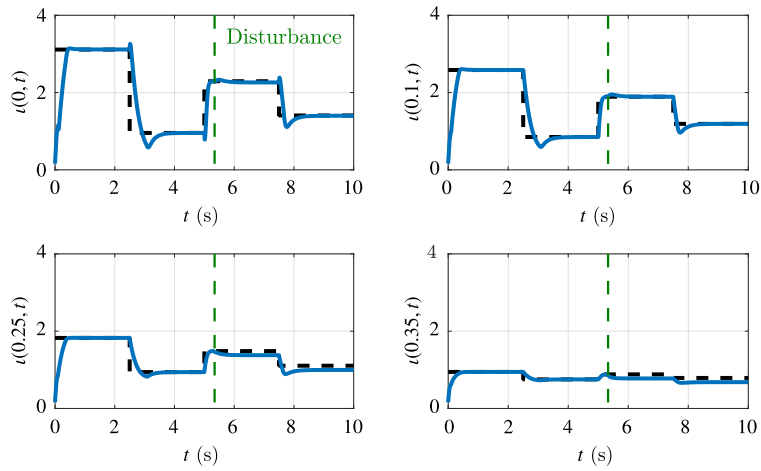 4
2
0
ι(0, t)
Disturbance
0 2 4 6 8 10
t (s)
4
2
0
ι(0.1, t)
0 2 4 6 8 10
t (s)
4
2
0
ι(0.25, t)
0 2 4 6 8 10
t (s)
4
2
0
ι(0.35, t)
0 2 4 6 8 10
t (s)